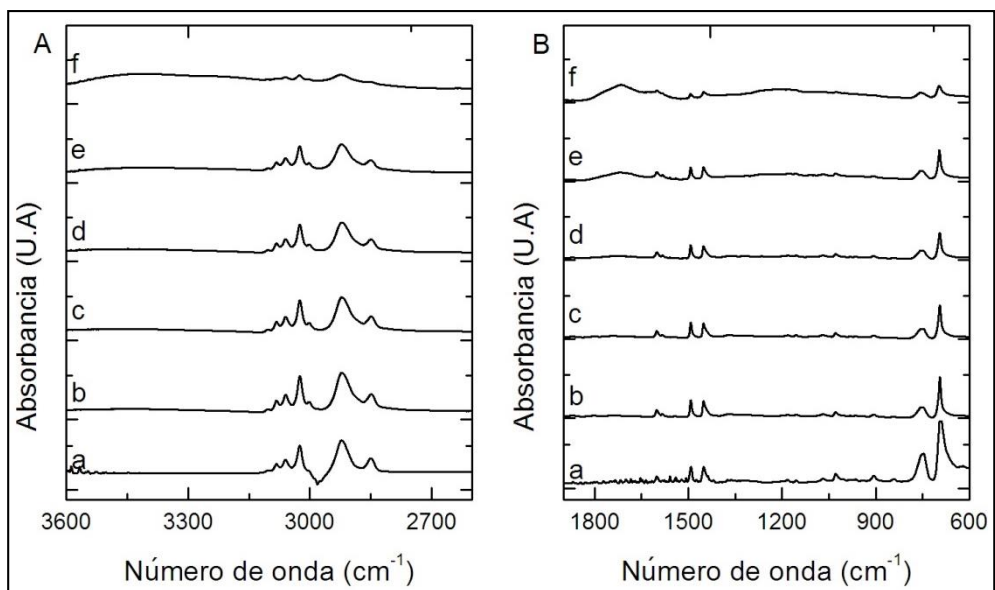 A
f
e
d
c
b
a
Absorbancia (U.A)
3600 3300 3000 2700
Número de onda (cm⁻¹)
B
f
e
d
c
b
a
Absorbancia (U.A)
1800 1500 1200 900 600
Número de onda (cm⁻¹)